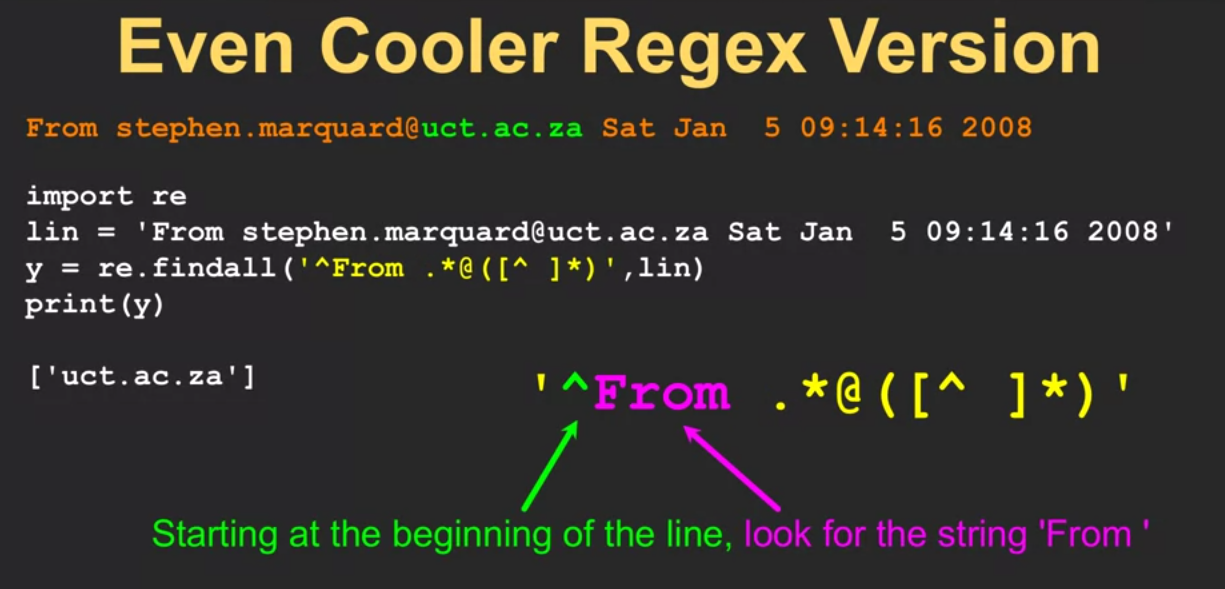 Even Cooler Regex Version
From stephen.marquard@uct.ac.za Sat Jan  5 09:14:16 2008
import re
lin = 'From stephen.marquard@uct.ac.za Sat Jan  5 09:14:16 2008'
y = re.findall('^From .*@([^ ]*)',lin)
print(y)
['uct.ac.za']
'^From .*@([^ ]*)'
Starting at the beginning of the line, look for the string 'From '